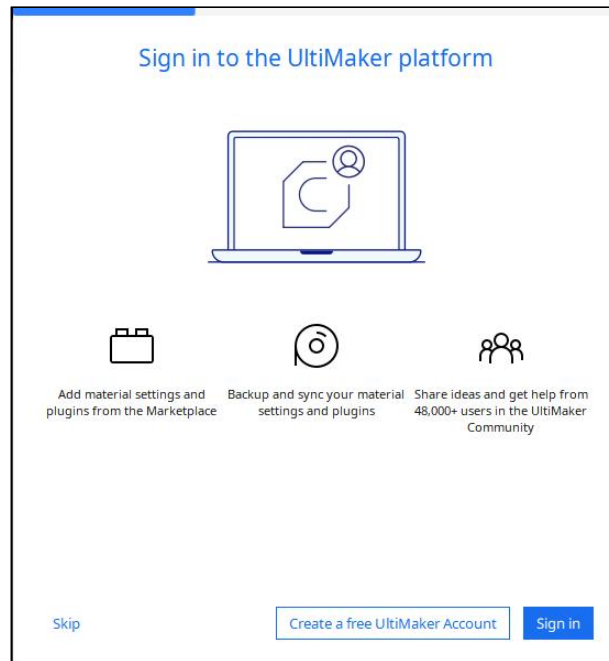 Sign in to the UltiMaker platform
Add material settings and
plugins from the Marketplace
Backup and sync your material
settings and plugins
Share ideas and get help from
48,000+ users in the UltiMaker
Community
Skip
Create a free UltiMaker Account
Sign in